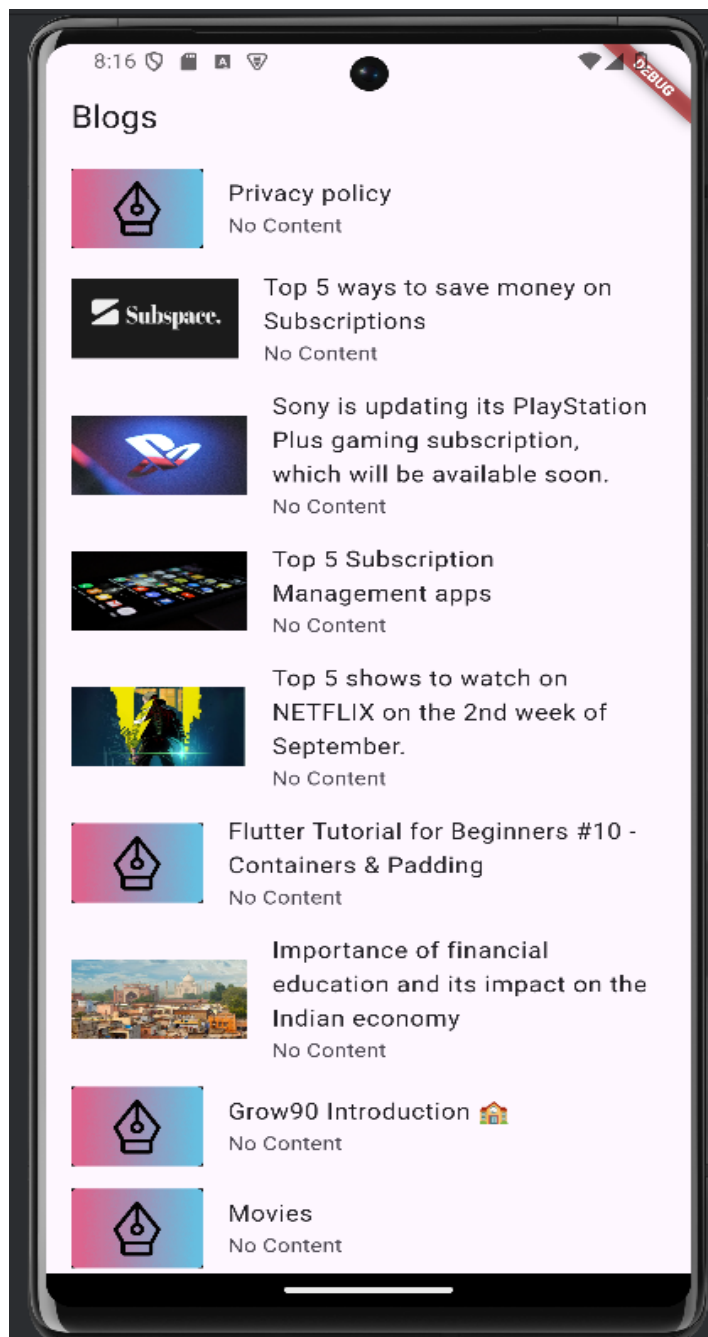 8:16
DEBUG
Blogs
Privacy policy
No Content
Subspace.
Top 5 ways to save money on
Subscriptions
No Content
Sony is updating its PlayStation
Plus gaming subscription,
which will be available soon.
No Content
Top 5 Subscription
Management apps
No Content
Top 5 shows to watch on
NETFLIX on the 2nd week of
September.
No Content
Flutter Tutorial for Beginners #10 -
Containers & Padding
No Content
Importance of financial
education and its impact on the
Indian economy
No Content
Grow90 Introduction 🏫
No Content
Movies
No Content